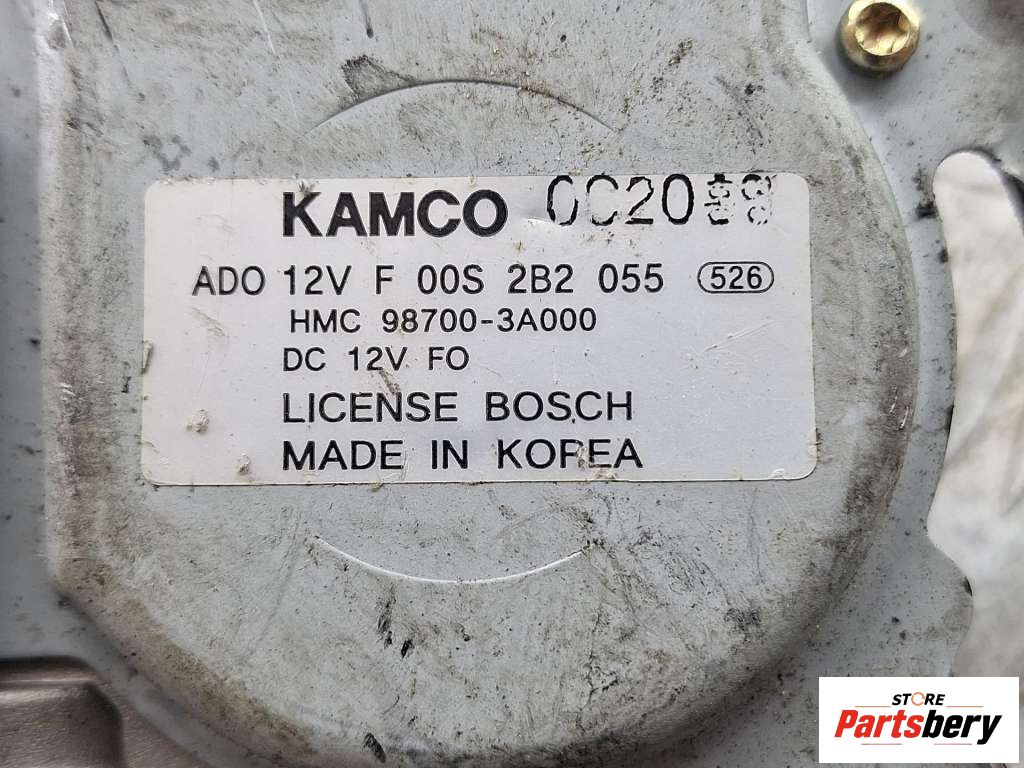 KAMCO
ADO 12V F 00S 2B2 055 526
HMC 98700-3A000
DC 12V FO
LICENSE BOSCH
MADE IN KOREA
STORE
Partsbery